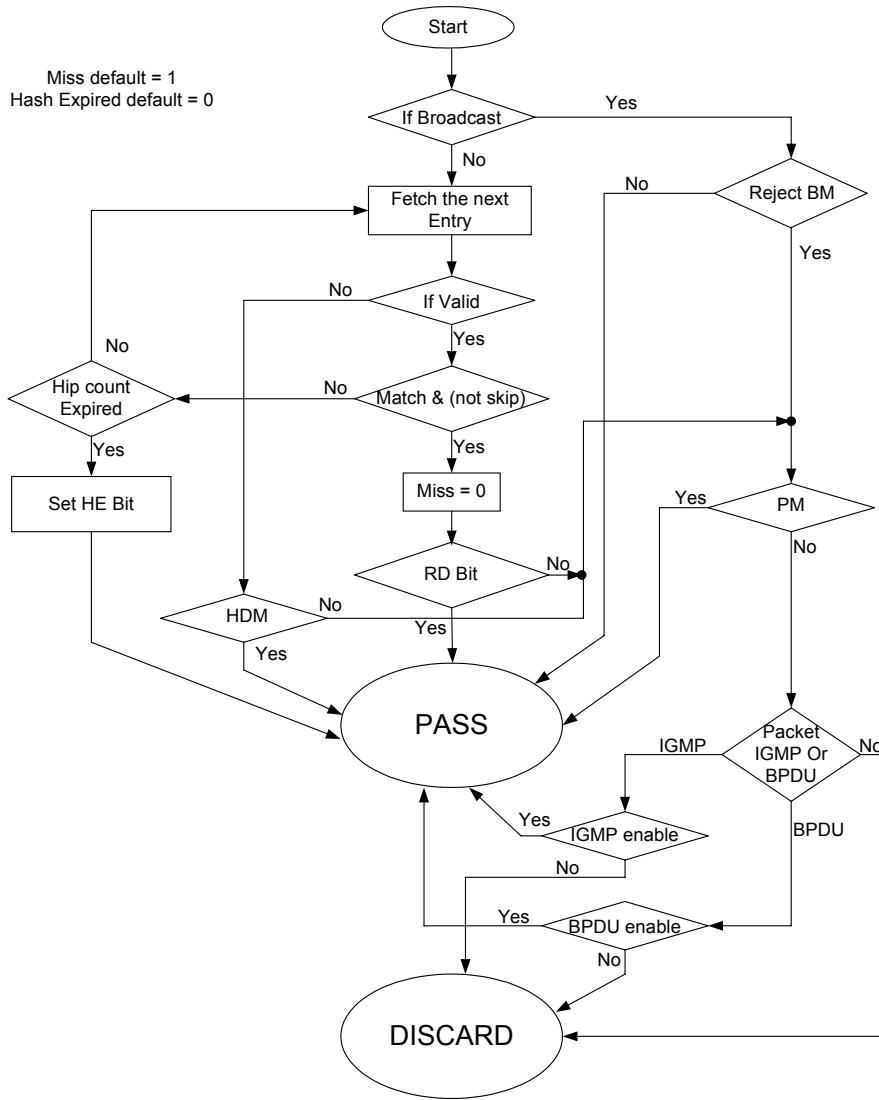 Start
Miss default = 1
Hash Expired default = 0
If Broadcast
Yes
No
Fetch the next
Entry
No
Reject BM
Yes
No
If Valid
Yes
No
Hip count
Expired
No
Match & (not skip)
Yes
Yes
Set HE Bit
Miss = 0
Yes
PM
No
RD Bit
No
HDM
No
Yes
Yes
PASS
Packet
IGMP Or
BPDU
IGMP
No
Yes
IGMP enable
BPDU
No
Yes
BPDU enable
No
DISCARD